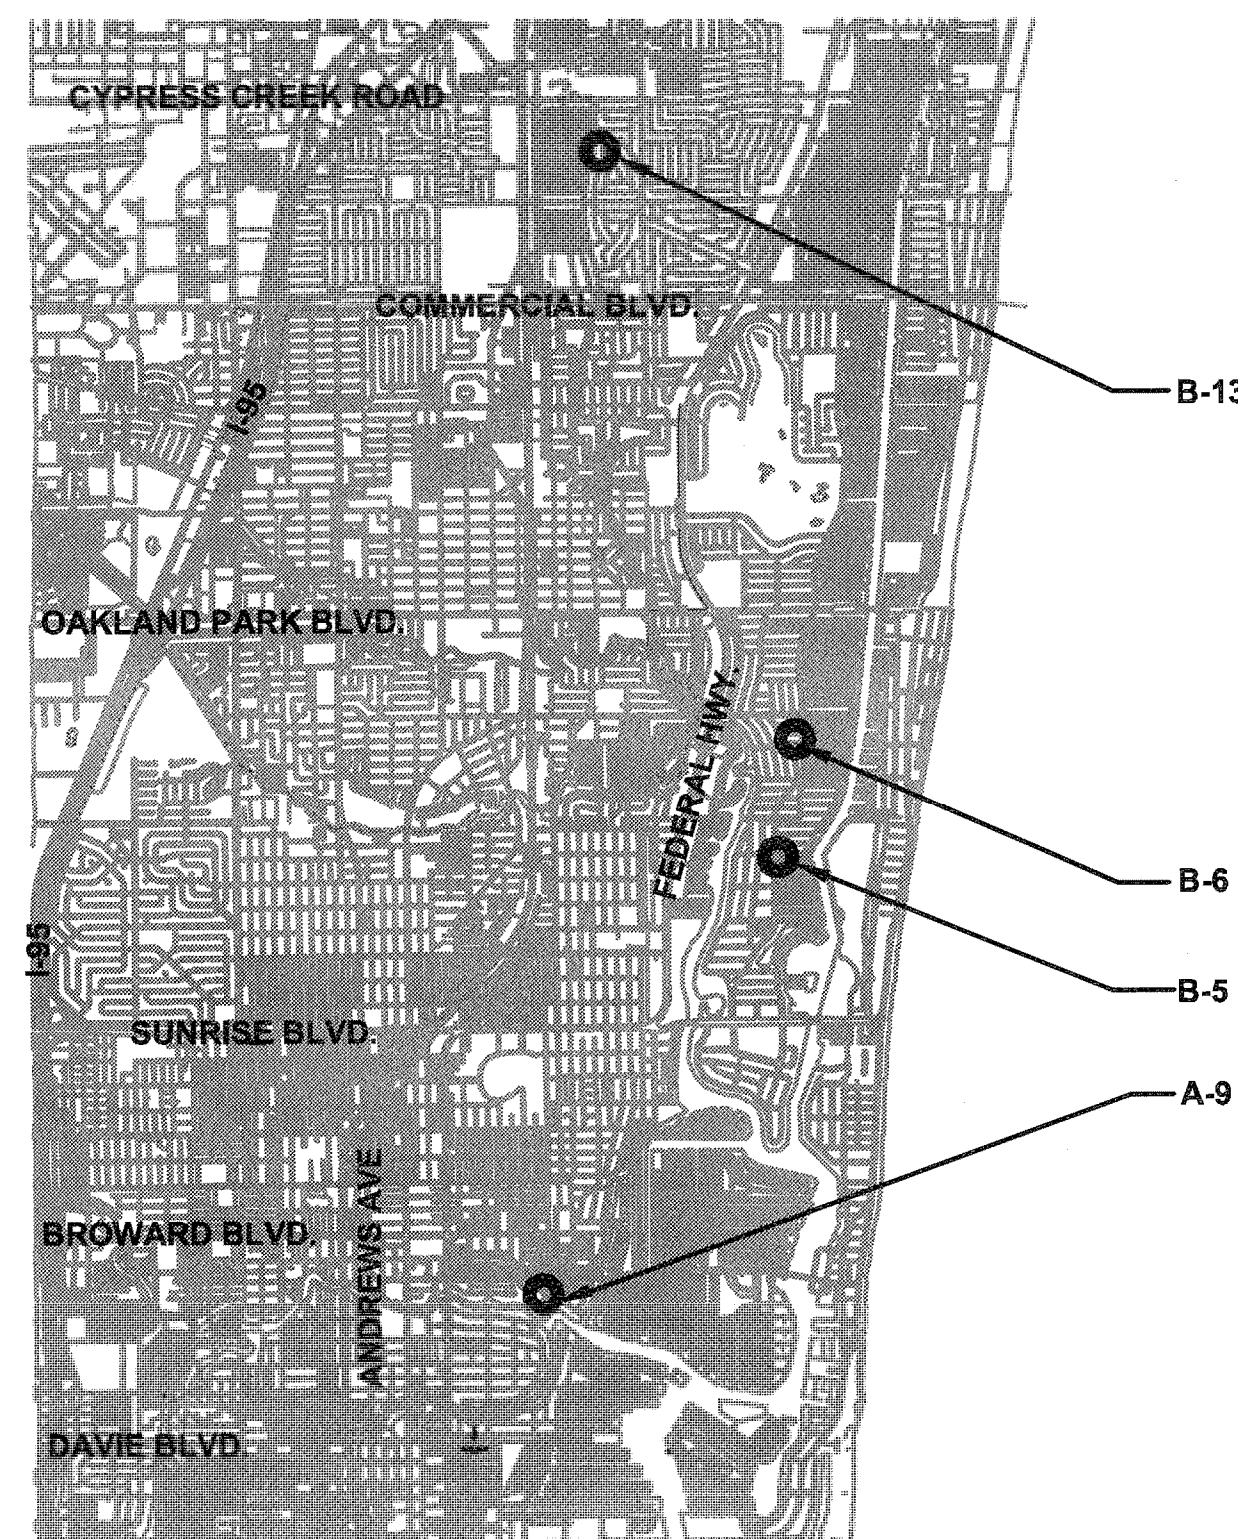 CYPRESS CREEK ROAD
COMMERCIAL BLVD.
I-95
B-13
OAKLAND PARK BLVD.
FEDERAL HWY.
B-6
I-95
B-5
SUNRISE BLVD.
A-9
ANDREWS AVE
BROWARD BLVD.
DAVIE BLVD.